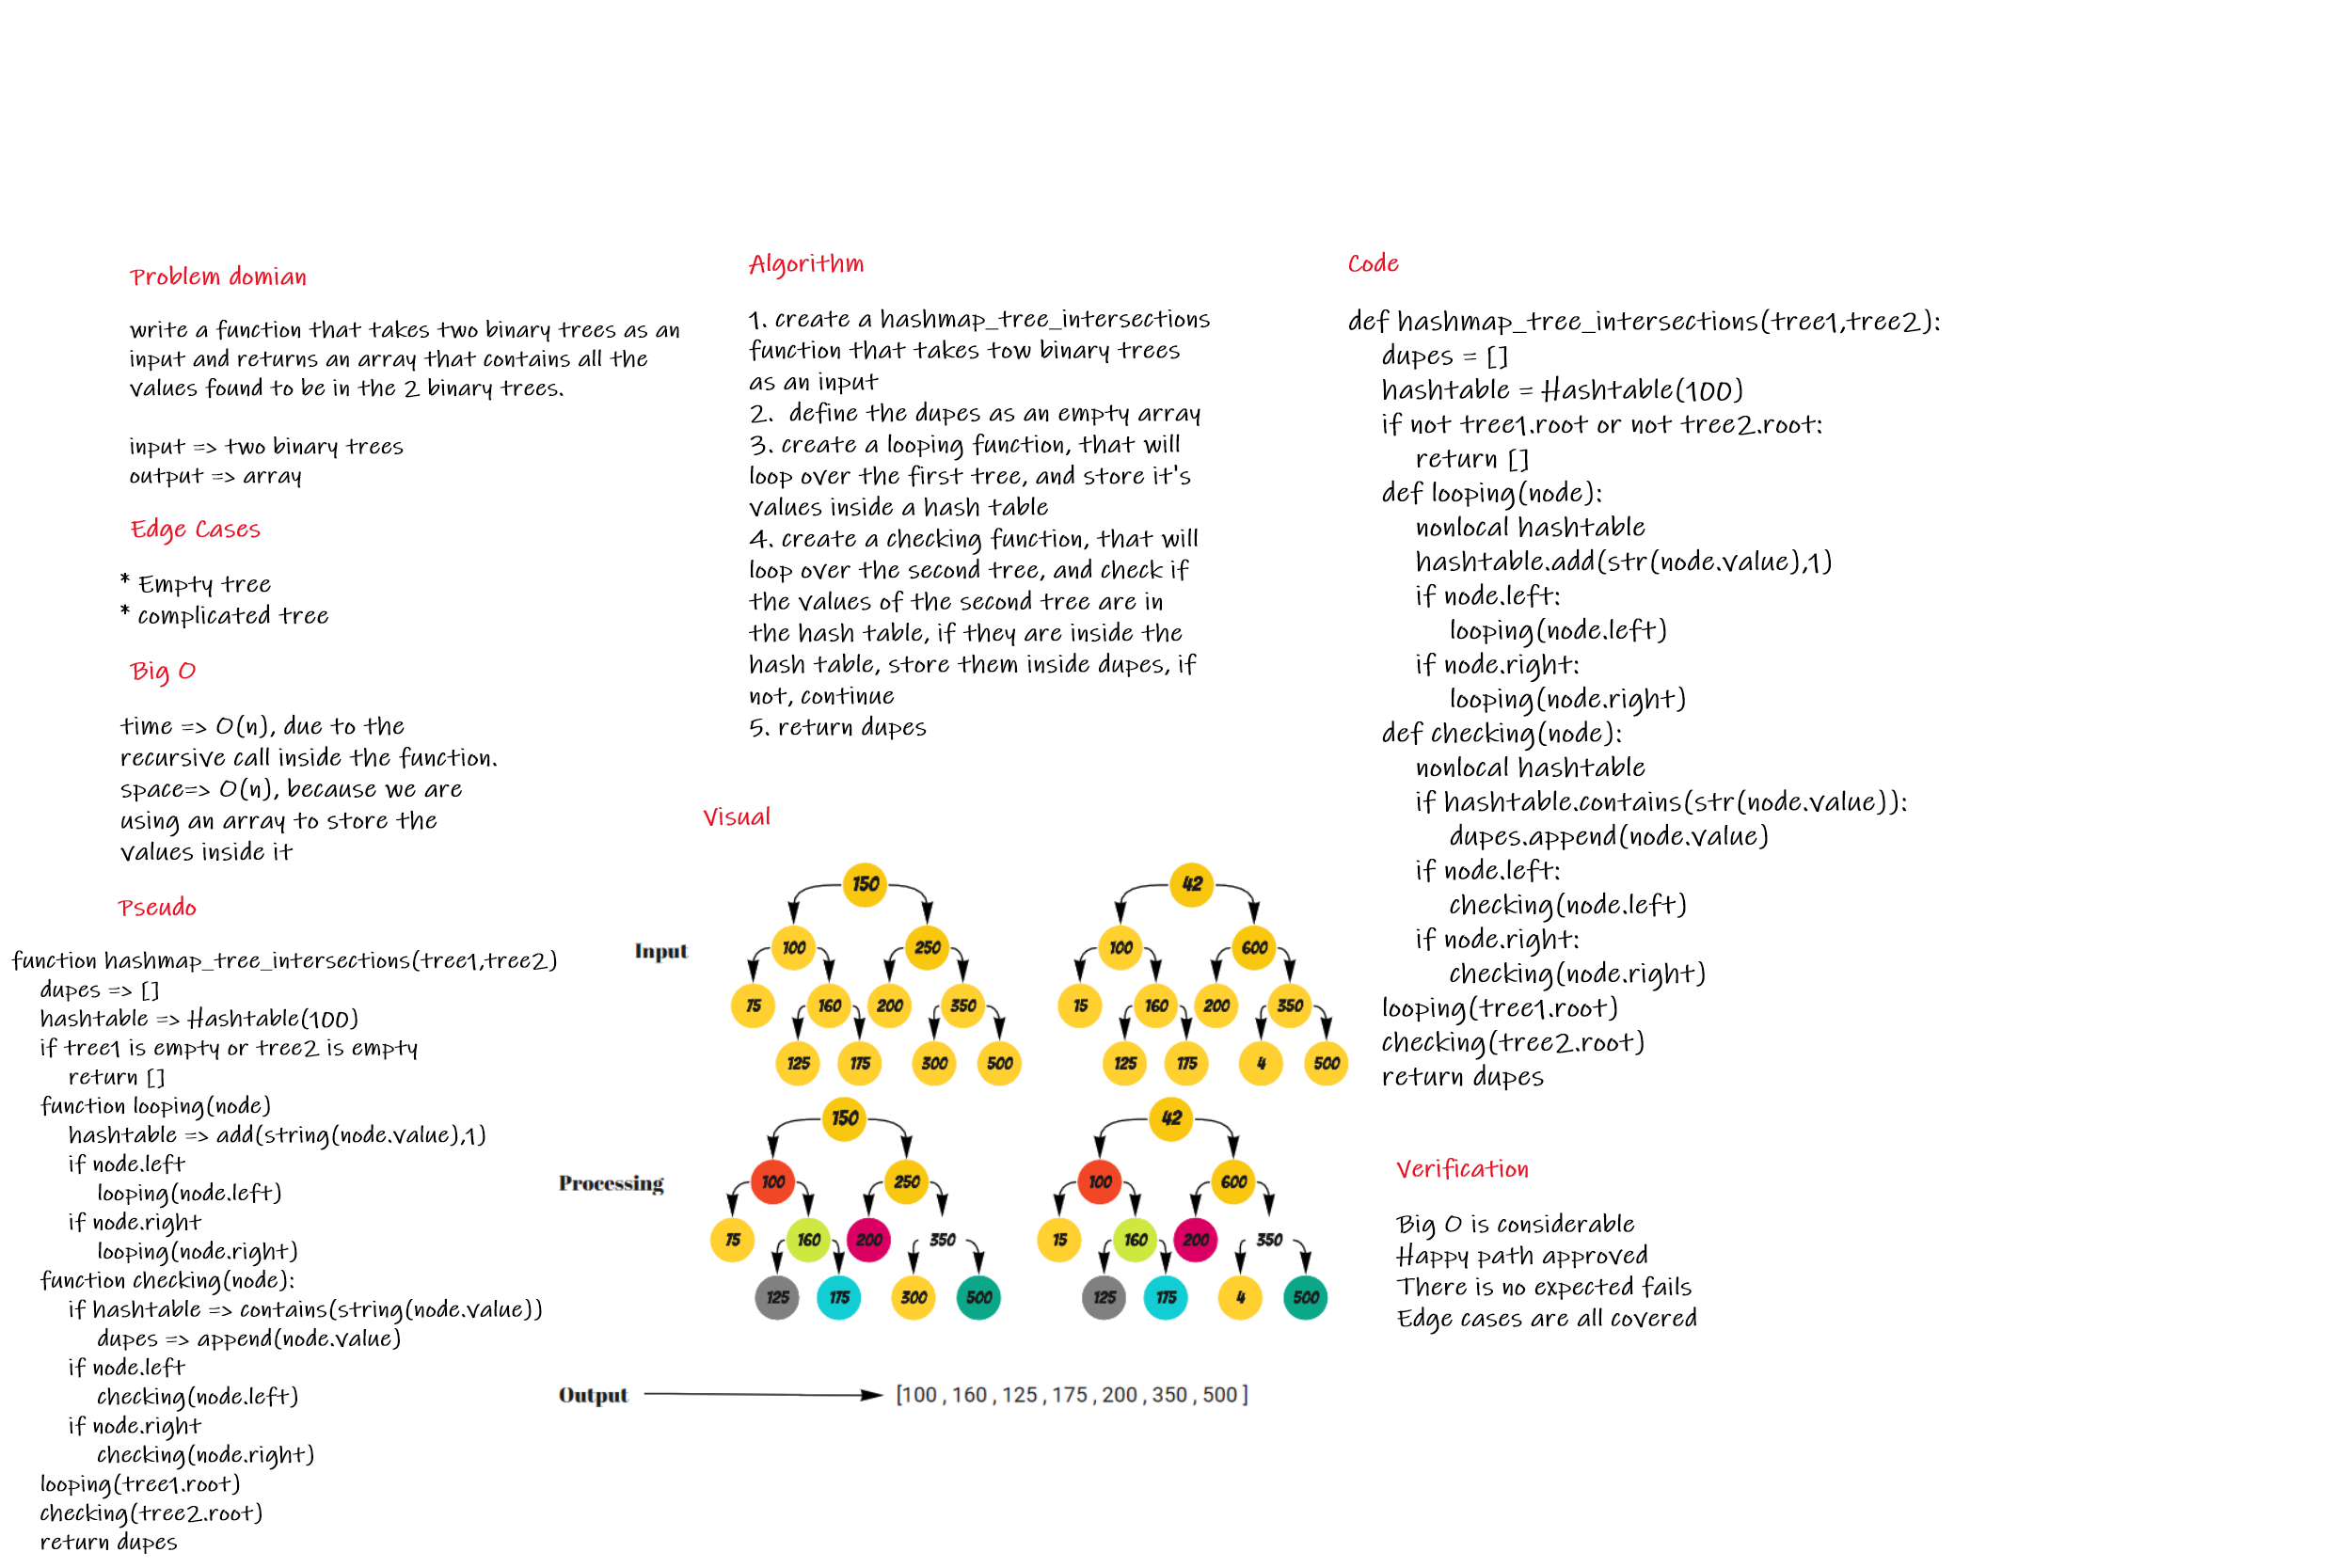 Problem domian
write a function that takes two binary trees as an
input and returns an array that contains all the
values found to be in the 2 binary trees.
input => two binary trees
output => array
Edge Cases
* Empty tree
* complicated tree
Big O
time => O(n), due to the
recursive call inside the function.
space=> O(n), because we are
using an array to store the
values inside it
Pseudo
function hashmap_tree_intersections(tree1,tree2)
dupes => []
hashtable => Hashtable(100)
if tree1 is empty or tree2 is empty
return []
function looping(node)
hashtable => add(string(node.value),1)
if node.left
looping(node.left)
if node.right
looping(node.right)
function checking(node):
if hashtable => contains(string(node.value))
dupes => append(node.value)
if node.left
checking(node.left)
if node.right
checking(node.right)
looping(tree1.root)
checking(tree2.root)
return dupes
Algorithm
1. create a hashmap_tree_intersections
function that takes tow binary trees
as an input
2.  define the dupes as an empty array
3. create a looping function, that will
loop over the first tree, and store it's
values inside a hash table
4. create a checking function, that will
loop over the second tree, and check if
the values of the second tree are in
the hash table, if they are inside the
hash table, store them inside dupes, if
not, continue
5. return dupes
Visual
Input
150
100 250
75 160 200 350
125 175 300 500
42
100 600
15 160 200 350
125 175 4 500
Processing
150
100 250
75 160 200 350
125 175 300 500
42
100 600
15 160 200 350
125 175 4 500
Output
[100 , 160 , 125 , 175 , 200 , 350 , 500 ]
Code
def hashmap_tree_intersections(tree1,tree2):
dupes = []
hashtable = Hashtable(100)
if not tree1.root or not tree2.root:
return []
def looping(node):
nonlocal hashtable
hashtable.add(str(node.value),1)
if node.left:
looping(node.left)
if node.right:
looping(node.right)
def checking(node):
nonlocal hashtable
if hashtable.contains(str(node.value)):
dupes.append(node.value)
if node.left:
checking(node.left)
if node.right:
checking(node.right)
looping(tree1.root)
checking(tree2.root)
return dupes
Verification
Big O is considerable
Happy path approved
There is no expected fails
Edge cases are all covered